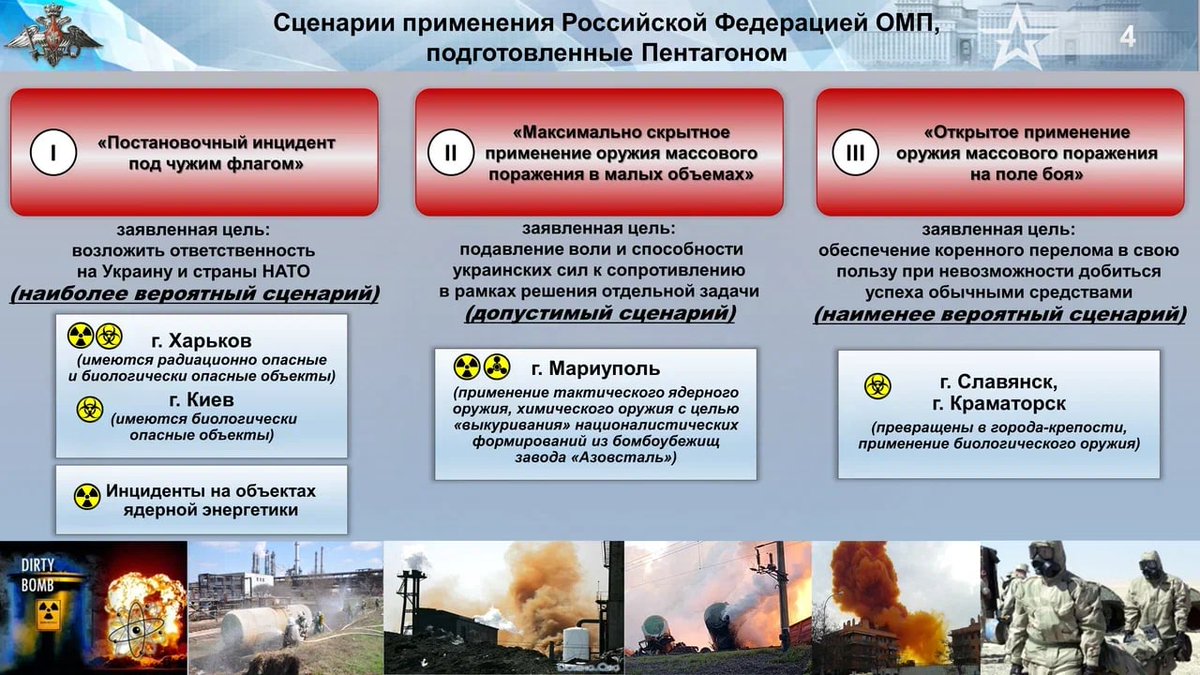 Сценарии применения Российской Федерацией ОМП,
подготовленные Пентагоном
4
I
«Постановочный инцидент
под чужим флагом»
заявленная цель:
возложить ответственность
на Украину и страны НАТО
(наиболее вероятный сценарий)
г. Харьков
(имеются радиационно опасные
и биологически опасные объекты)
г. Киев
(имеются биологически
опасные объекты)
Инциденты на объектах
ядерной энергетики
II
«Максимально скрытное
применение оружия массового
поражения в малых объемах»
заявленная цель:
подавление воли и способности
украинских сил к сопротивлению
в рамках решения отдельной задачи
(допустимый сценарий)
г. Мариуполь
(применение тактического ядерного
оружия, химического оружия с целью
«выкуривания» националистических
формирований из бомбоубежищ
завода «Азовсталь»)
III
«Открытое применение
оружия массового поражения
на поле боя»
заявленная цель:
обеспечение коренного перелома в свою
пользу при невозможности добиться
успеха обычными средствами
(наименее вероятный сценарий)
г. Славянск,
г. Краматорск
(превращены в города-крепости,
применение биологического оружия)
DIRTY
BOMB